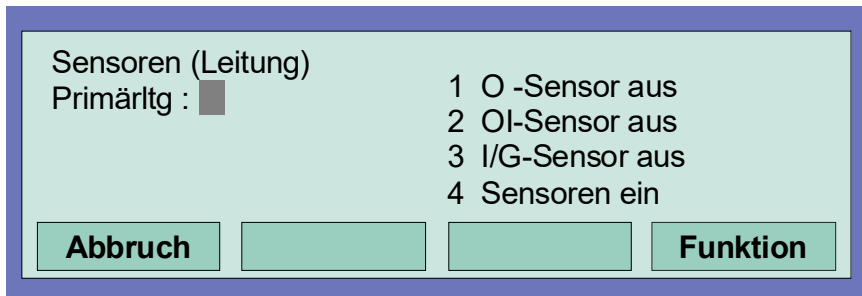 Sensoren (Leitung)
Primärltg :
1 O -Sensor aus
2 OI-Sensor aus
3 I/G-Sensor aus
4 Sensoren ein
Abbruch
Funktion